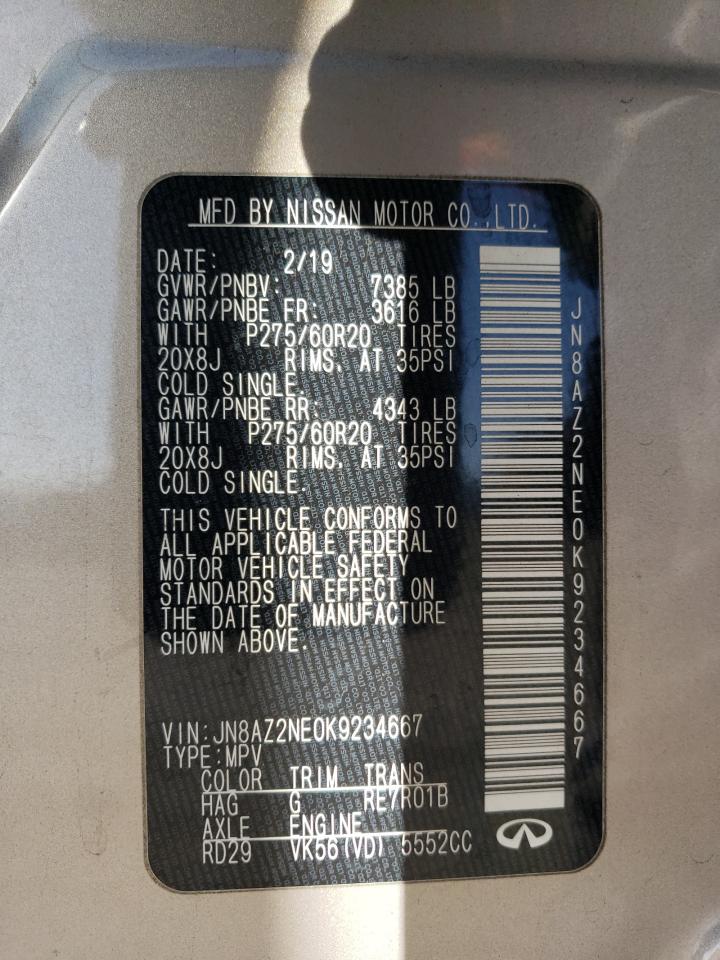 MFD BY NISSAN MOTOR CO.,LTD.
DATE: 2/19
GVWR/PNBV: 7385 LB
GAWR/PNBE FR: 3616 LB
WITH P275/60R20 TIRES
20X8J RIMS. AT 35PSI
COLD SINGLE.
GAWR/PNBE RR: 4343 LB
WITH P275/60R20 TIRES
20X8J RIMS. AT 35PSI
COLD SINGLE.
THIS VEHICLE CONFORMS TO
ALL APPLICABLE FEDERAL
MOTOR VEHICLE SAFETY
STANDARDS IN EFFECT ON
THE DATE OF MANUFACTURE
SHOWN ABOVE.
VIN:JN8AZ2NE0K9234667
TYPE:MPV
COLOR TRIM TRANS
HAG G RE7R01B
AXLE ENGINE
RD29 VK56(VD) 5552CC
JN8AZ2NE0K9234667